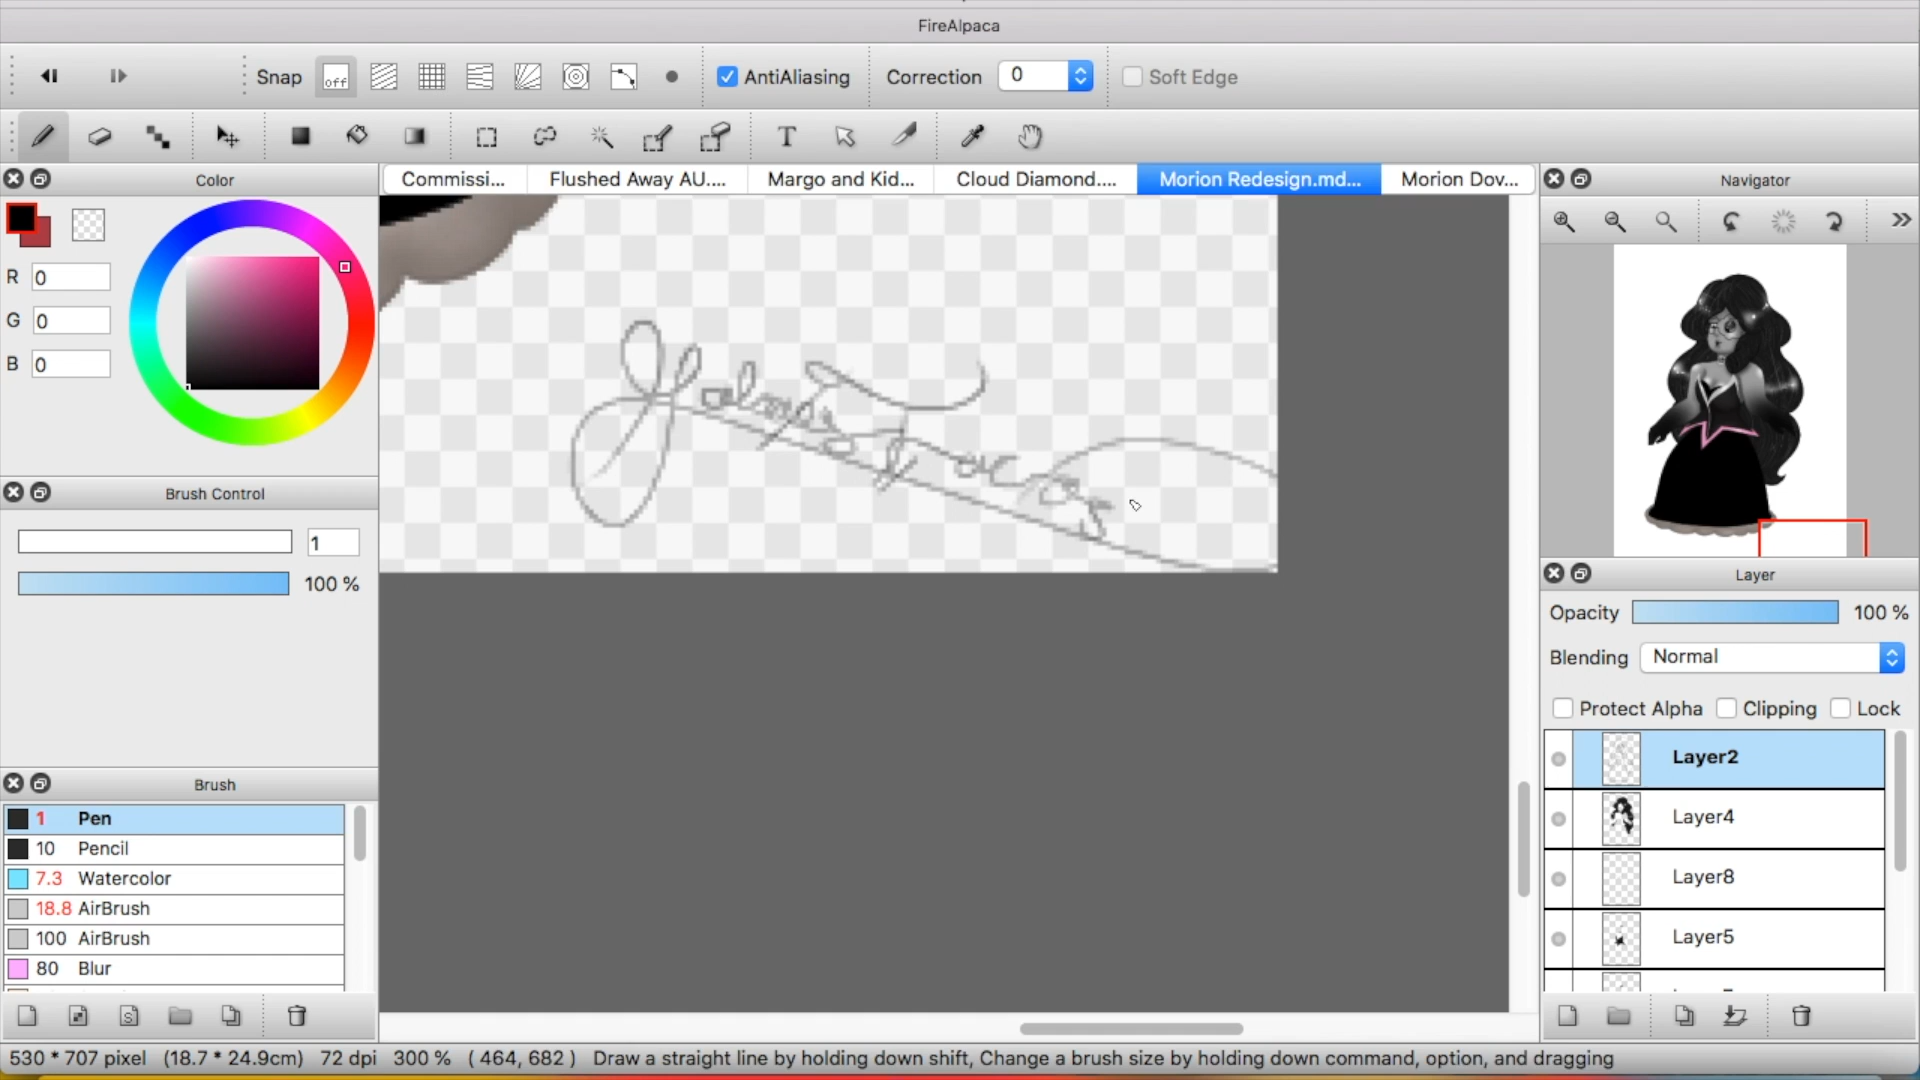 FireAlpaca
Snap off AntiAliasing Correction 0 Soft Edge
T
Color
Commissi... Flushed Away AU.... Margo and Kid... Cloud Diamond.... Morion Redesign.md... Morion Dov...
Navigator
R 0
G 0
B 0
Brush Control
1
100 %
Layer
Opacity 100 %
Blending Normal
Protect Alpha Clipping Lock
Layer2
Layer4
Layer8
Layer5
Brush
1 Pen
10 Pencil
7.3 Watercolor
18.8 AirBrush
100 AirBrush
80 Blur
530 * 707 pixel (18.7 * 24.9cm) 72 dpi 300 % ( 464, 682 ) Draw a straight line by holding down shift, Change a brush size by holding down command, option, and dragging